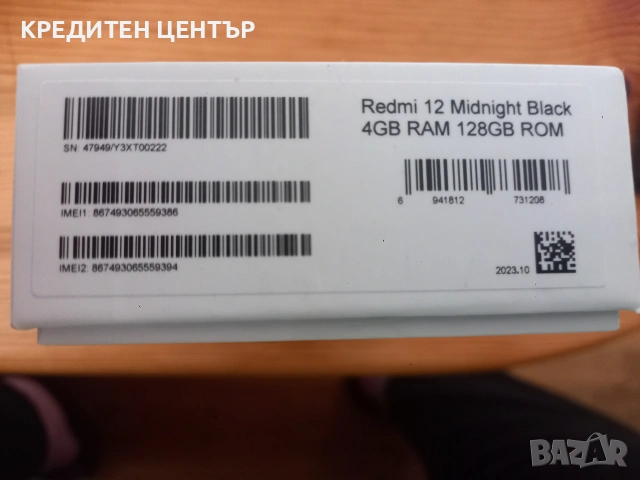 КРЕДИТЕН ЦЕНТЪР
SN: 47949/Y3XT00222
IMEI1: 867493065559386
IMEI2: 867493065559394
Redmi 12 Midnight Black
4GB RAM 128GB ROM
6 941812 731208
2023.10
BAZAR